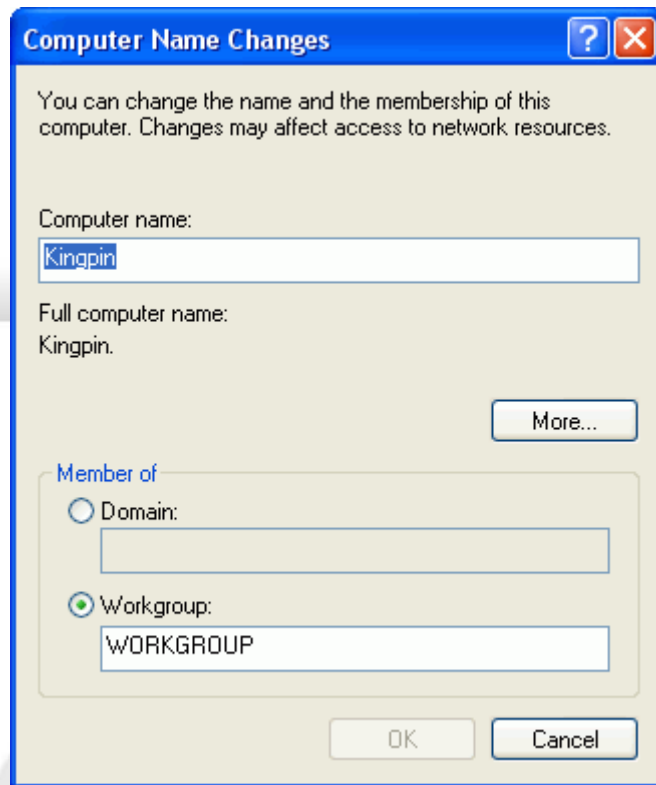 Computer Name Changes
You can change the name and the membership of this
computer. Changes may affect access to network resources.
Computer name:
Kingpin
Full computer name:
Kingpin.
More...
Member of
Domain:
Workgroup:
WORKGROUP
OK Cancel